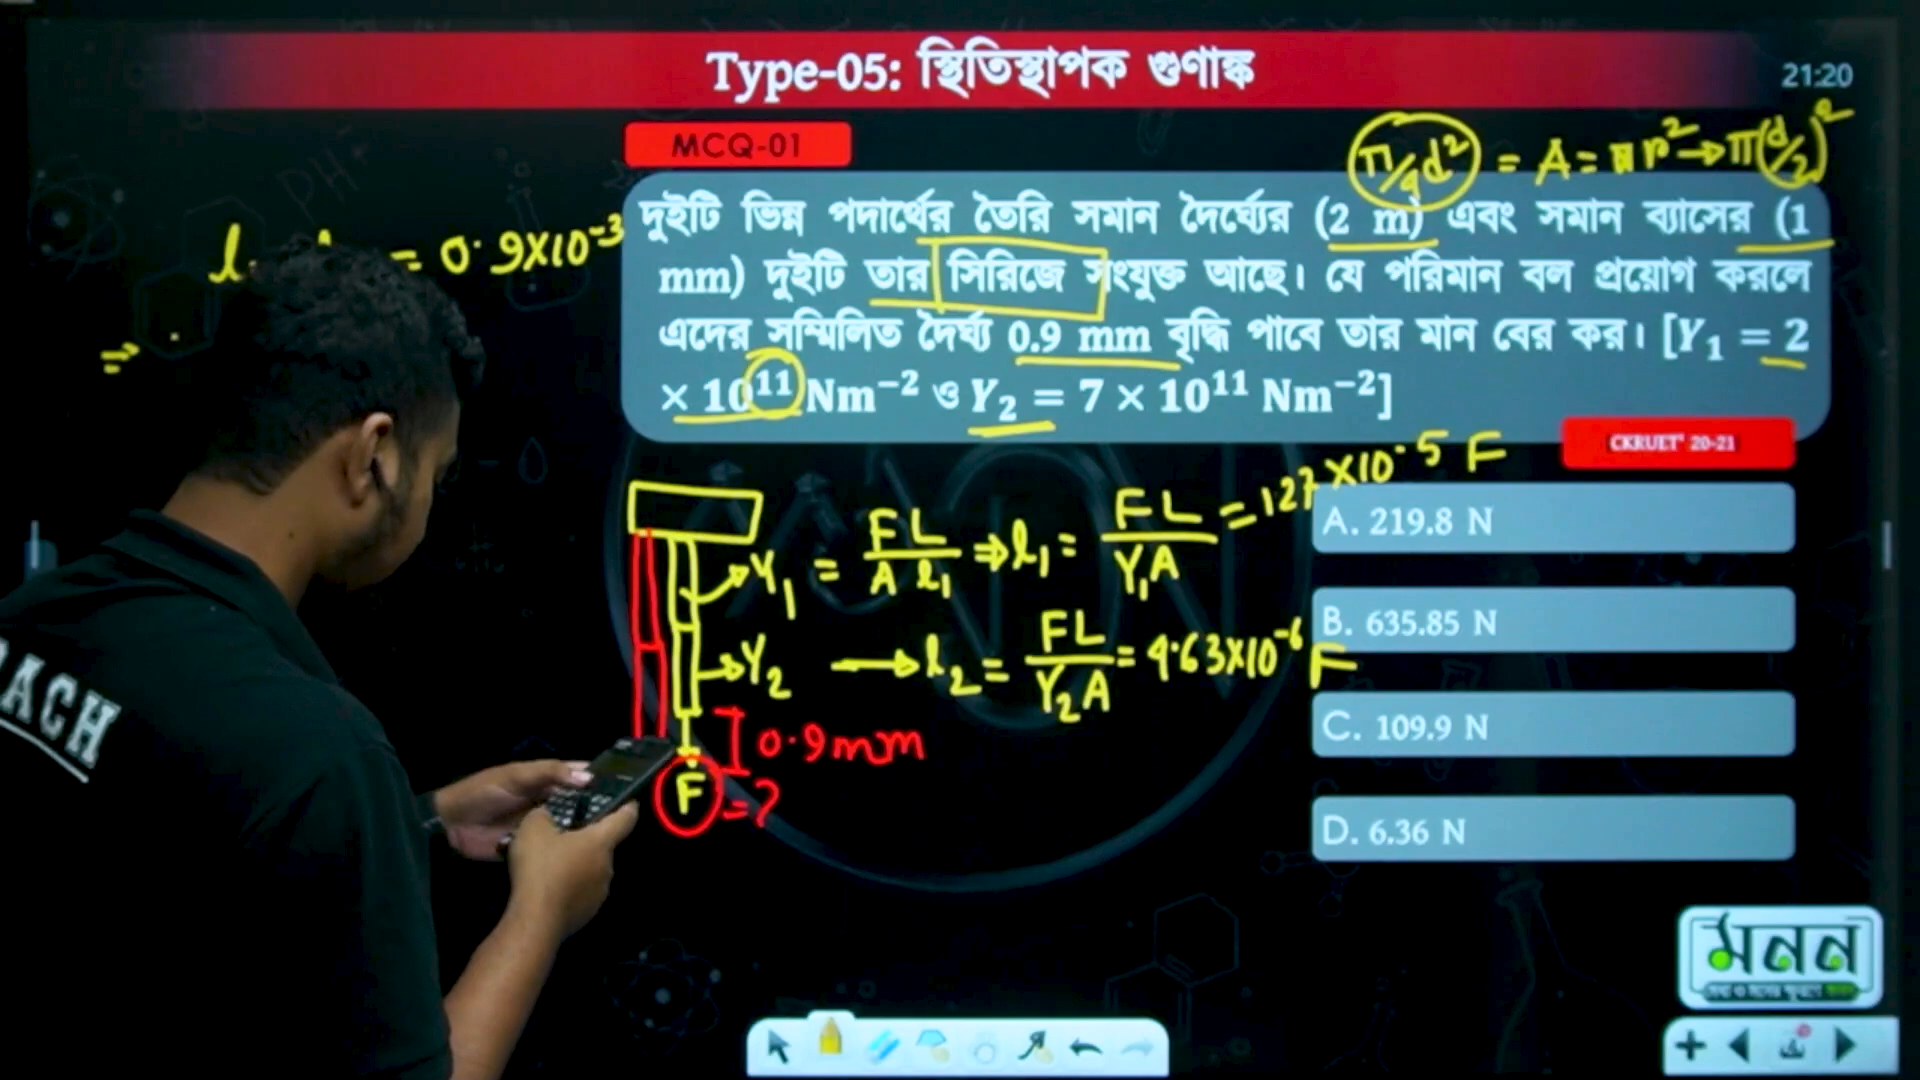 Type-05: স্থিতিস্থাপক গুণাঙ্ক
21:20
MCQ-01
π/4d² = A = πr² → π(d/2)²
= 0.9×10⁻³
দুইটি ভিন্ন পদার্থের তৈরি সমান দৈর্ঘ্যের (2 m) এবং সমান ব্যাসের (1
mm) দুইটি তার সিরিজে সংযুক্ত আছে। যে পরিমান বল প্রয়োগ করলে
এদের সম্মিলিত দৈর্ঘ্য 0.9 mm বৃদ্ধি পাবে তার মান বের কর। [Y₁ = 2
× 10¹¹ Nm⁻² ও Y₂ = 7 × 10¹¹ Nm⁻²]
CKRUET' 20-21
Y₁ = FL/Al₁ ⇒ l₁ = FL/Y₁A = 1.27×10⁻⁵ F
Y₂ → l₂ = FL/Y₂A = 4.63×10⁻⁶ F
0.9mm
F = ?
A. 219.8 N
B. 635.85 N
C. 109.9 N
D. 6.36 N
মনন
ACH